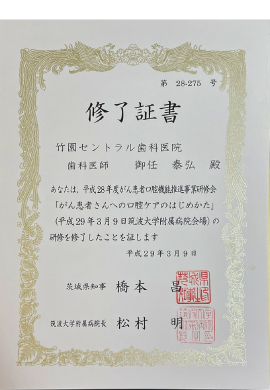 第 28-275 号
修了証書
竹園セントラル歯科医院
歯科医師 御任 泰弘 殿
あなたは、平成28年度がん患者口腔機能推進事業研修会
「がん患者さんへの口腔ケアのはじめかた」
(平成29年3月9日筑波大学附属病院会場)の
研修を修了したことを証します
平成29年3月9日
茨城県知事 橋本 昌
筑波大学附属病院長 松村 明